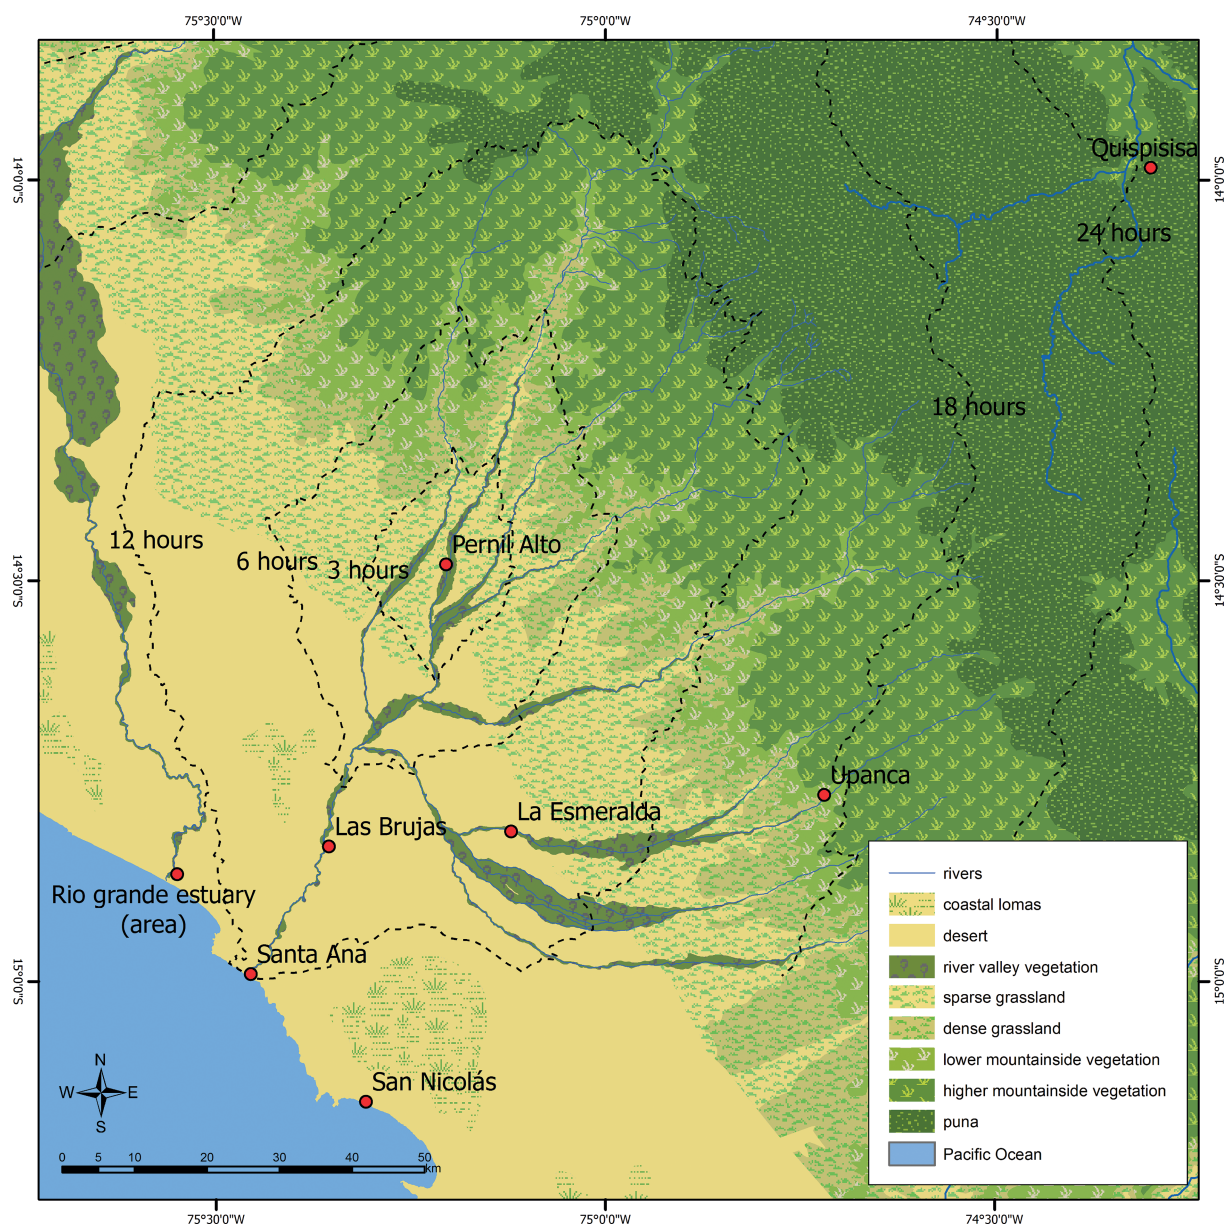 75°30'0"W
75°0'0"W
74°30'0"W
Quispisisa
14°0'0"S
14°0'0"S
24 hours
18 hours
12 hours
6 hours
3 hours
Pernil Alto
14°30'0"S
14°30'0"S
Upanca
La Esmeralda
Las Brujas
Rio grande estuary
(area)
Santa Ana
15°0'0"S
15°0'0"S
San Nicolás
rivers
coastal lomas
desert
river valley vegetation
sparse grassland
dense grassland
lower mountainside vegetation
higher mountainside vegetation
puna
Pacific Ocean
N
W E
S
0 5 10 20 30 40 50
km
75°30'0"W
75°0'0"W
74°30'0"W